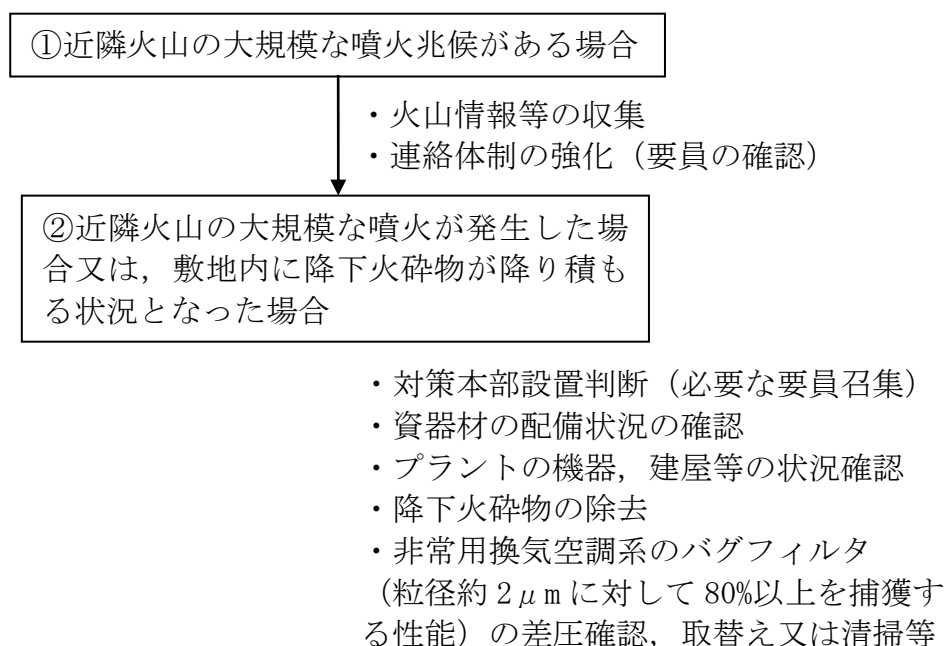 ①近隣火山の大規模な噴火兆候がある場合
・火山情報等の収集
・連絡体制の強化（要員の確認）
②近隣火山の大規模な噴火が発生した場
合又は，敷地内に降下火砕物が降り積も
る状況となった場合
・対策本部設置判断（必要な要員召集）
・資器材の配備状況の確認
・プラントの機器，建屋等の状況確認
・降下火砕物の除去
・非常用換気空調系のバグフィルタ
（粒径約 2μm に対して 80%以上を捕獲す
る性能）の差圧確認，取替え又は清掃等